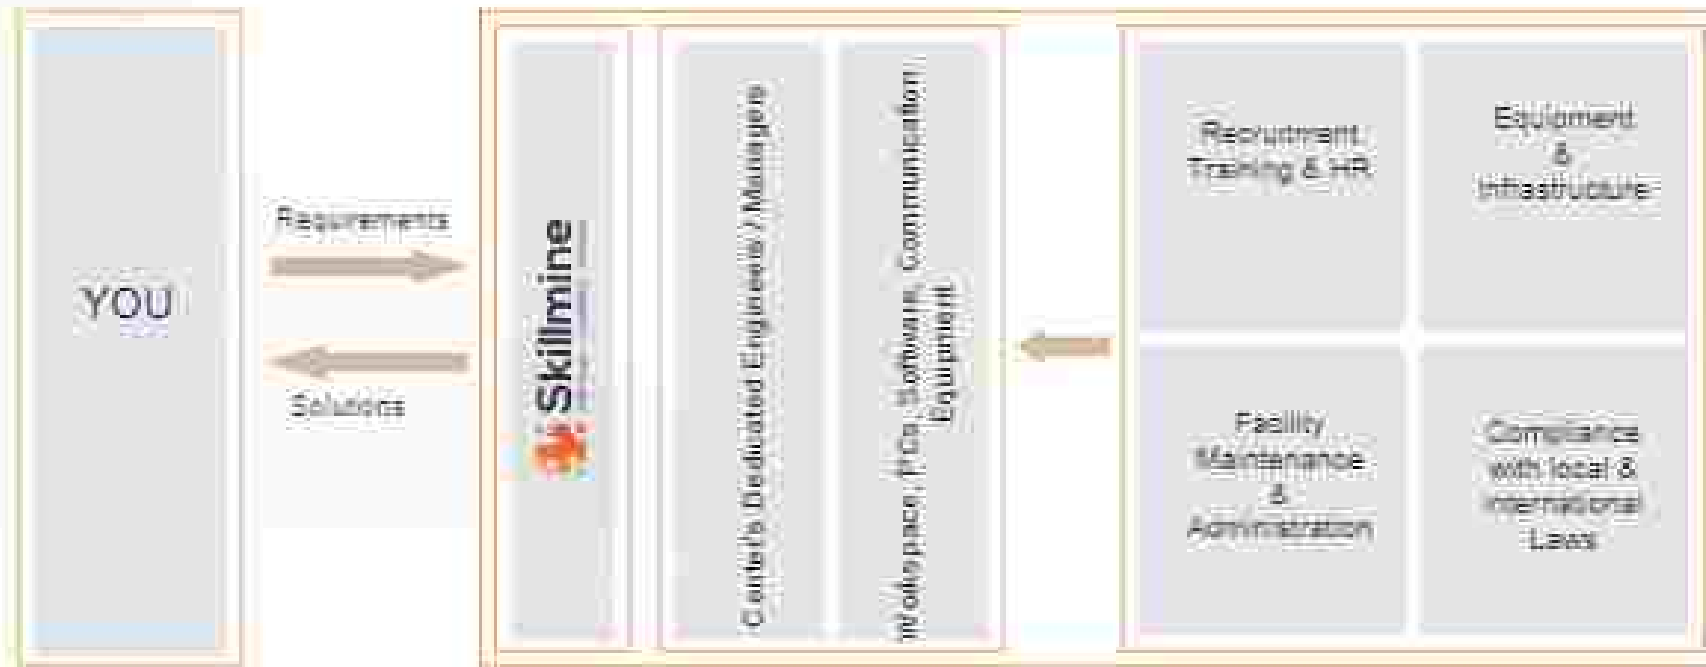 YOU
Requirements
Solutions
Skillmine
Dedicated Engineers / Managers
Workspace, PCs, Software, Communication
Equipment
Recruitment
Training & HR
Equipment
&
Infrastructure
Facility
Maintenance
&
Administration
Compliance
with local &
International
Laws